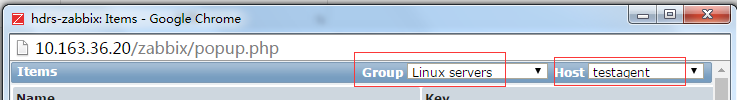 hdrs-zabbix: Items - Google Chrome
10.163.36.20/zabbix/popup.php
Items Group Linux servers Host testagent
Name Key